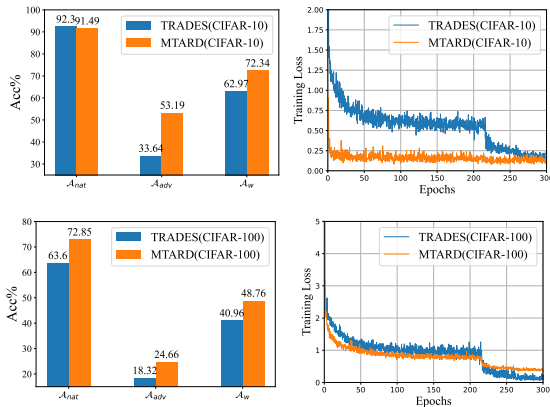 100
90
80
70
60
50
40
30
Acc%
92.3
91.49
33.64
53.19
62.97
72.34
TRADES(CIFAR-10)
MTARD(CIFAR-10)
𝒜nat
𝒜adv
𝒜w
2.00
1.75
1.50
1.25
1.00
0.75
0.50
0.25
0.00
Training Loss
TRADES(CIFAR-10)
MTARD(CIFAR-10)
0 50 100 150 200 250 300
Epochs
80
70
60
50
40
30
20
Acc%
63.6
72.85
18.32
24.66
40.96
48.76
TRADES(CIFAR-100)
MTARD(CIFAR-100)
𝒜nat
𝒜adv
𝒜w
5
4
3
2
1
0
Training Loss
TRADES(CIFAR-100)
MTARD(CIFAR-100)
0 50 100 150 200 250 300
Epochs